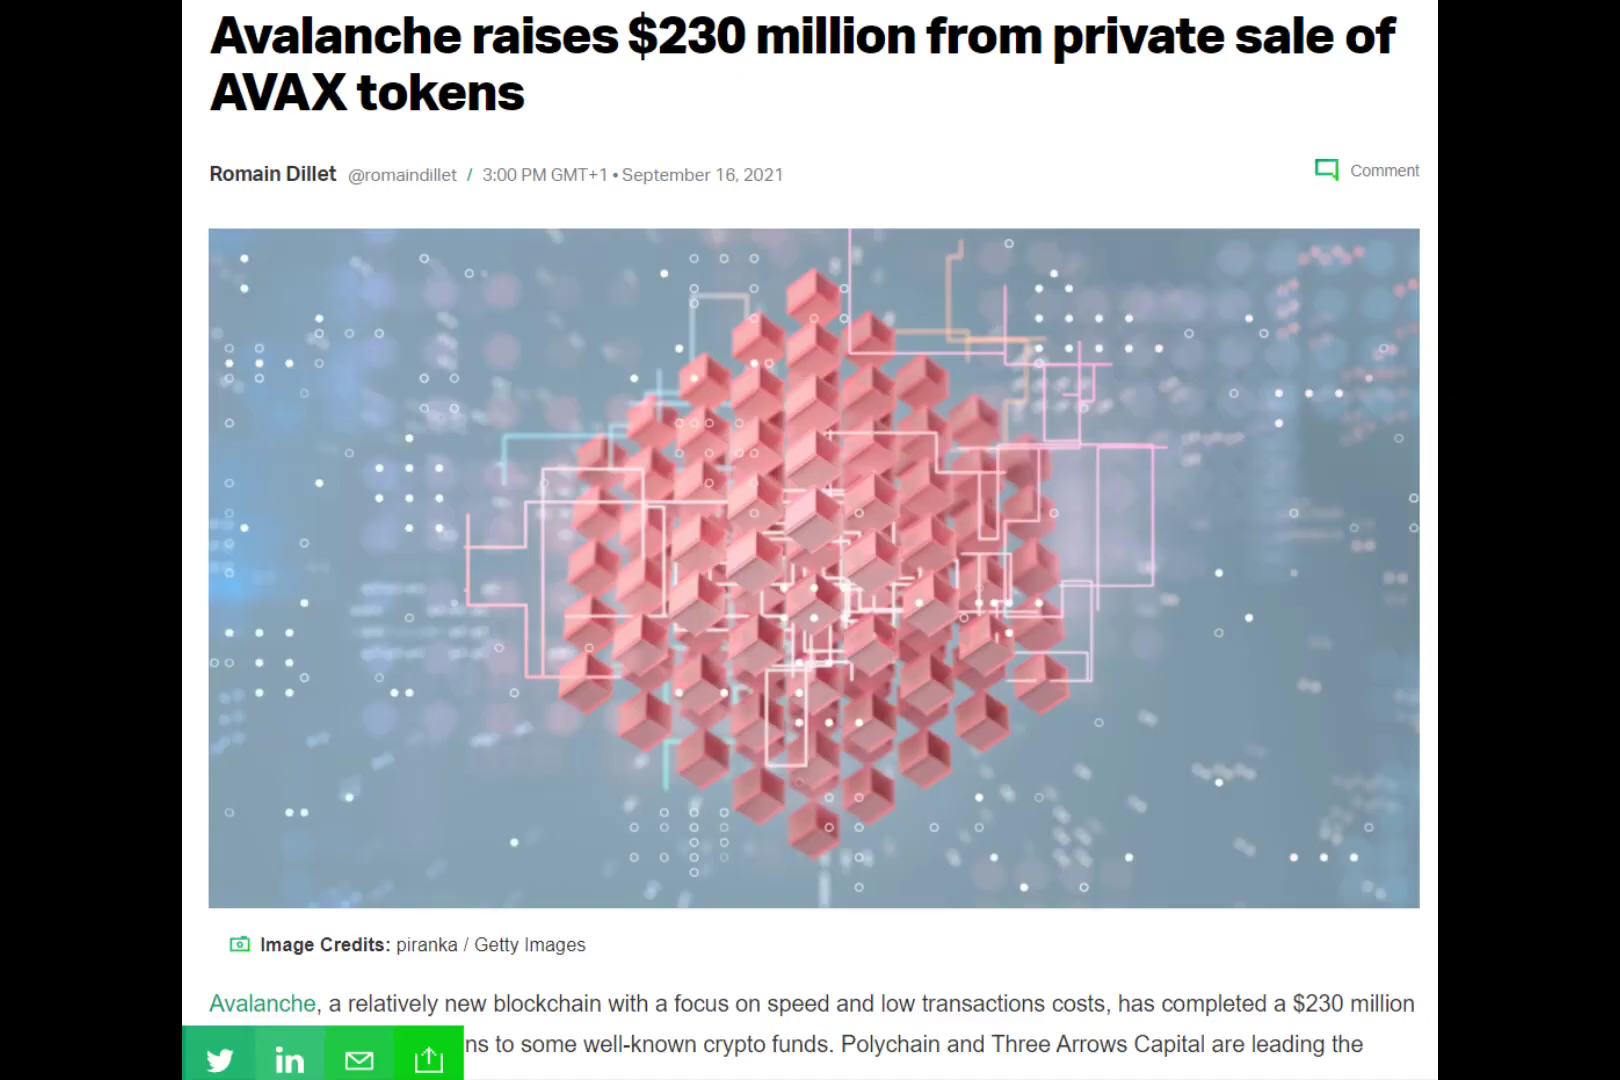 Avalanche raises $230 million from private sale of
AVAX tokens
Romain Dillet @romaindillet / 3:00 PM GMT+1 • September 16, 2021
Comment
Image Credits: piranka / Getty Images
Avalanche, a relatively new blockchain with a focus on speed and low transactions costs, has completed a $230 million
ns to some well-known crypto funds. Polychain and Three Arrows Capital are leading the
in